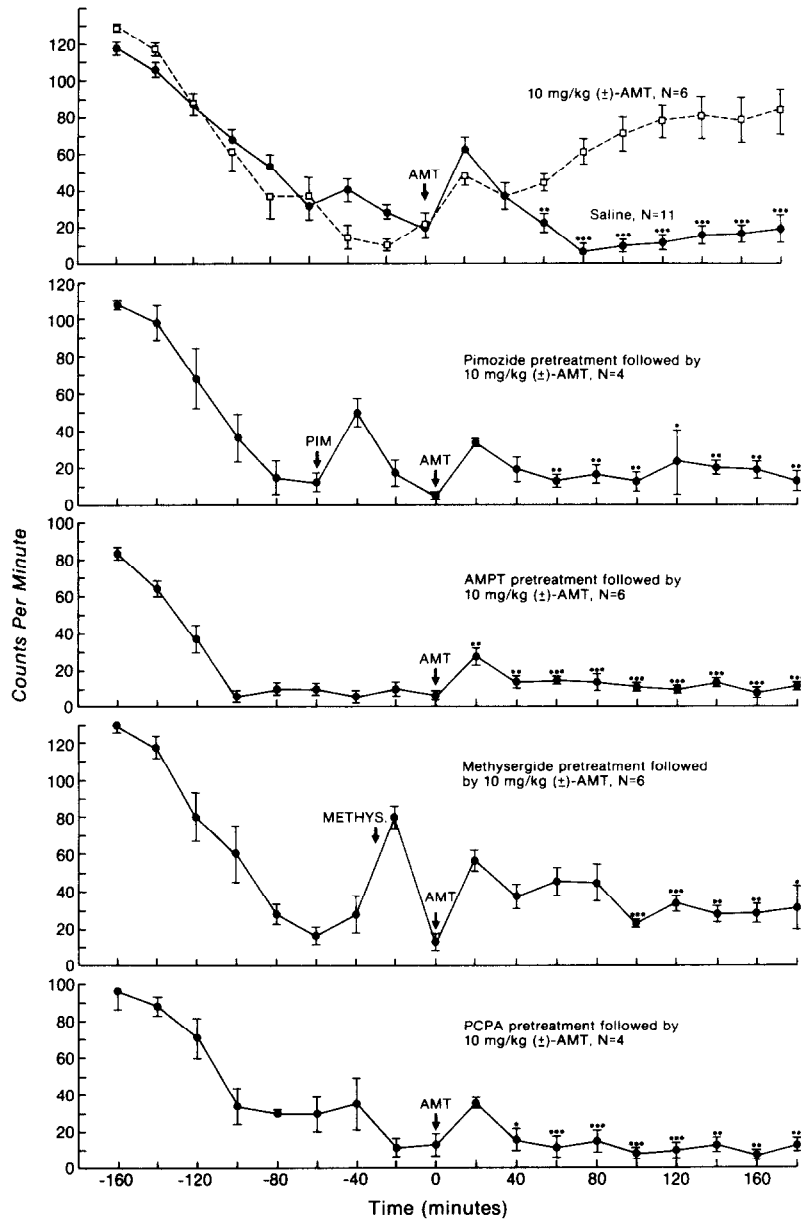 120
100
80
60
40
20
0
10 mg/kg (±)-AMT, N=6
AMT
Saline, N=11
120
100
80
60
40
20
0
Pimozide pretreatment followed by
10 mg/kg (±)-AMT, N=4
PIM
AMT
100
80
60
40
20
0
AMPT pretreatment followed by
10 mg/kg (±)-AMT, N=6
AMT
120
100
80
60
40
20
0
Methysergide pretreatment followed
by 10 mg/kg (±)-AMT, N=6
METHYS.
AMT
100
80
60
40
20
0
PCPA pretreatment followed by
10 mg/kg (±)-AMT, N=4
AMT
-160 -120 -80 -40 0 40 80 120 160
Time (minutes)
Counts Per Minute